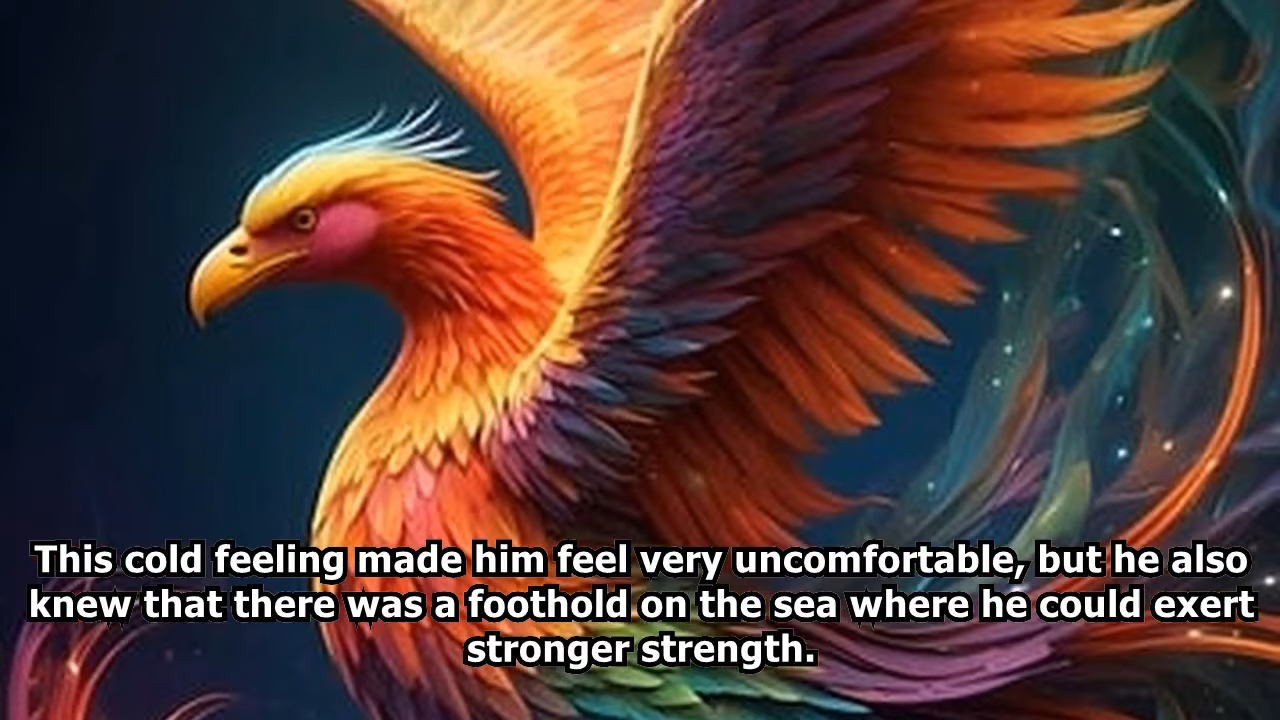 This cold feeling made him feel very uncomfortable, but he also
knew that there was a foothold on the sea where he could exert
stronger strength.